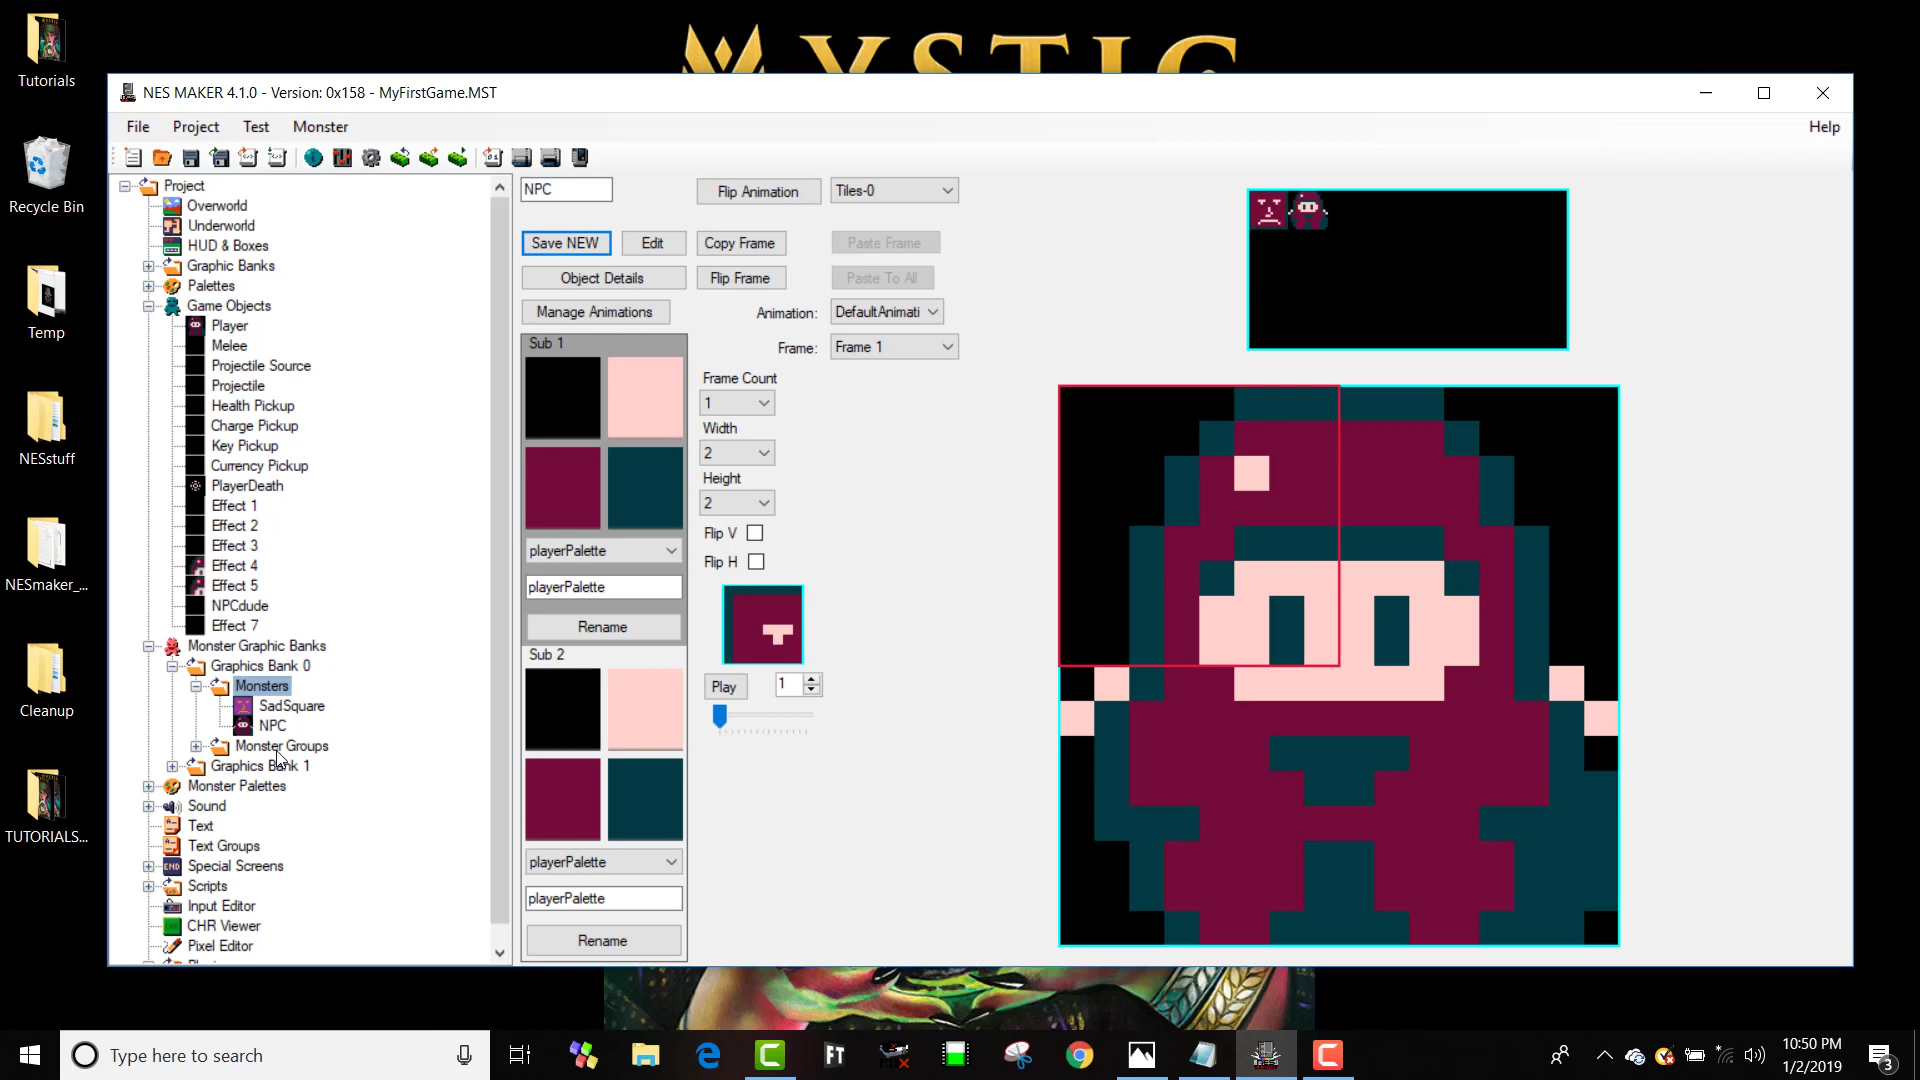 MYSTIC
Tutorials
Recycle Bin
Temp
NESstuff
NESmaker_...
Cleanup
TUTORIALS...
NES MAKER 4.1.0 - Version: 0x158 - MyFirstGame.MST
File Project Test Monster Help
Project
Overworld
Underworld
HUD & Boxes
Graphic Banks
Palettes
Game Objects
Player
Melee
Projectile Source
Projectile
Health Pickup
Charge Pickup
Key Pickup
Currency Pickup
PlayerDeath
Effect 1
Effect 2
Effect 3
Effect 4
Effect 5
NPCdude
Effect 7
Monster Graphic Banks
Graphics Bank 0
Monsters
SadSquare
NPC
Monster Groups
Graphics Bank 1
Monster Palettes
Sound
Text
Text Groups
Special Screens
Scripts
Input Editor
CHR Viewer
Pixel Editor
NPC Flip Animation Tiles-0
Save NEW Edit Copy Frame Paste Frame
Object Details Flip Frame Paste To All
Manage Animations Animation: DefaultAnimati
Frame: Frame 1
Sub 1
Frame Count
1
Width
2
Height
2
Flip V
Flip H
playerPalette
playerPalette
Rename
Sub 2
Play 1
playerPalette
playerPalette
Rename
END
Type here to search
FT
10:50 PM
1/2/2019
3